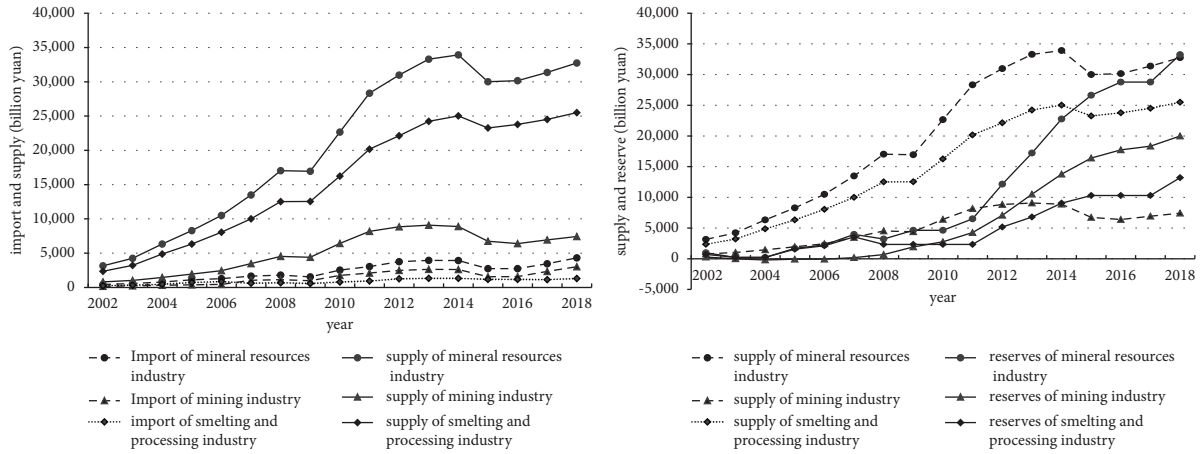 40,000
35,000
30,000
25,000
20,000
15,000
10,000
5,000
0
import and supply (billion yuan)
2002 2004 2006 2008 2010 2012 2014 2016 2018
year
Import of mineral resources
industry
Import of mining industry
import of smelting and
processing industry
supply of mineral resources
industry
supply of mining industry
supply of smelting and
processing industry
40,000
35,000
30,000
25,000
20,000
15,000
10,000
5,000
0
-5,000
supply and reserve (billion yuan)
2002 2004 2006 2008 2010 2012 2014 2016 2018
year
supply of mineral resources
industry
supply of mining industry
supply of smelting and
processing industry
reserves of mineral resources
industry
reserves of mining industry
reserves of smelting and
processing industry